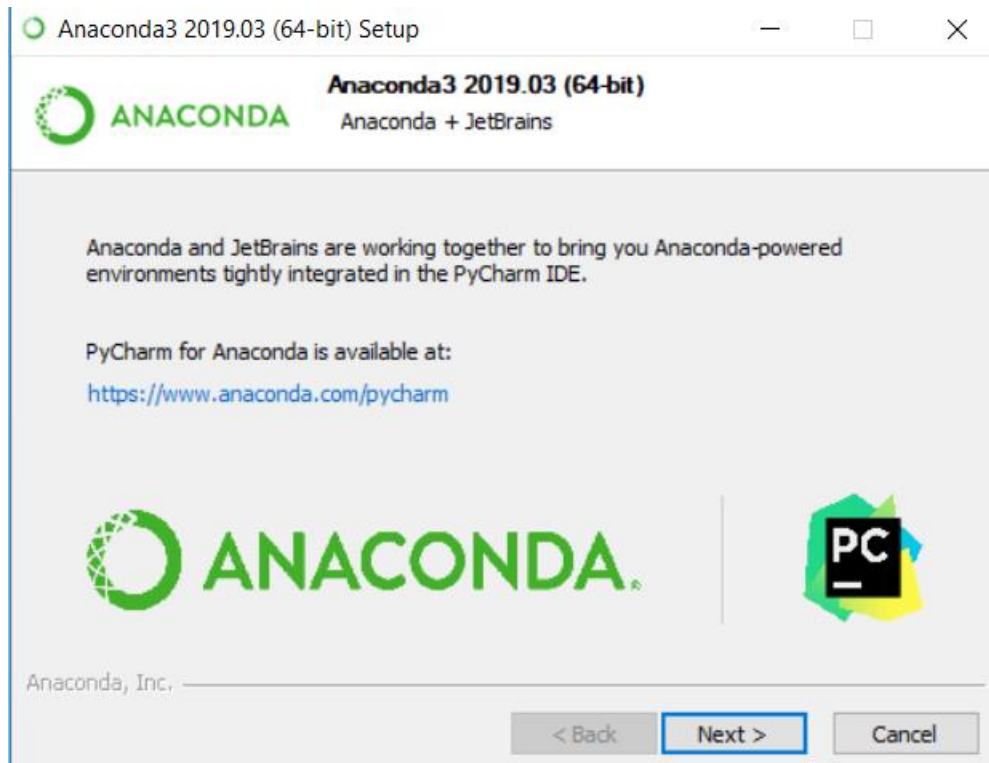 Anaconda3 2019.03 (64-bit) Setup
ANACONDA
Anaconda3 2019.03 (64-bit)
Anaconda + JetBrains
Anaconda and JetBrains are working together to bring you Anaconda-powered
environments tightly integrated in the PyCharm IDE.
PyCharm for Anaconda is available at:
https://www.anaconda.com/pycharm
ANACONDA®
PC
Anaconda, Inc.
< Back Next > Cancel